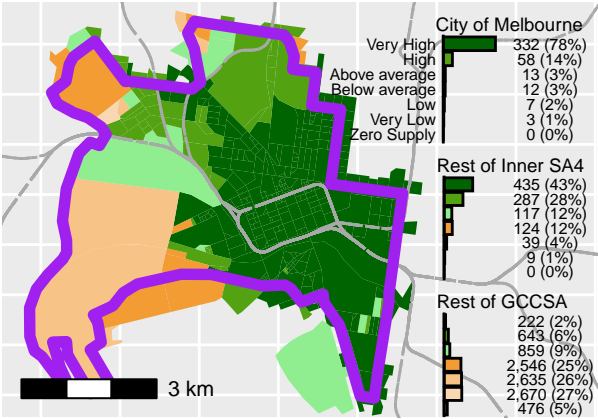 City of Melbourne
Very High 332 (78%)
High 58 (14%)
Above average 13 (3%)
Below average 12 (3%)
Low 7 (2%)
Very Low 3 (1%)
Zero Supply 0 (0%)
Rest of Inner SA4
435 (43%)
287 (28%)
117 (12%)
124 (12%)
39 (4%)
9 (1%)
0 (0%)
Rest of GCCSA
222 (2%)
643 (6%)
859 (9%)
2,546 (25%)
2,635 (26%)
2,670 (27%)
476 (5%)
3 km